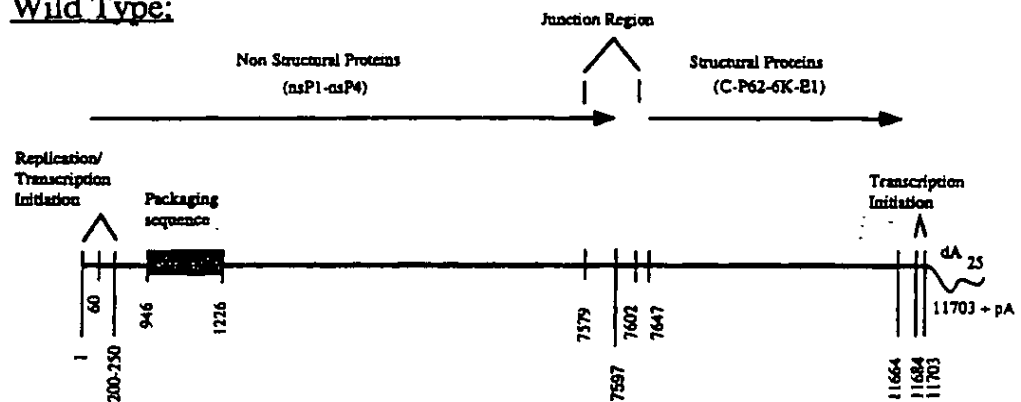 Wild Type:
Junction Region
Non Structural Proteins
(nsP1-nsP4)
Structural Proteins
(C-P62-6K-E1)
Replication/
Transcription
Initiation
Packaging
sequence
Transcription
Initiation
dA 25
11703 + pA
1
60
200-250
946
1226
7579
7597
7602
7647
11664
11684
11703